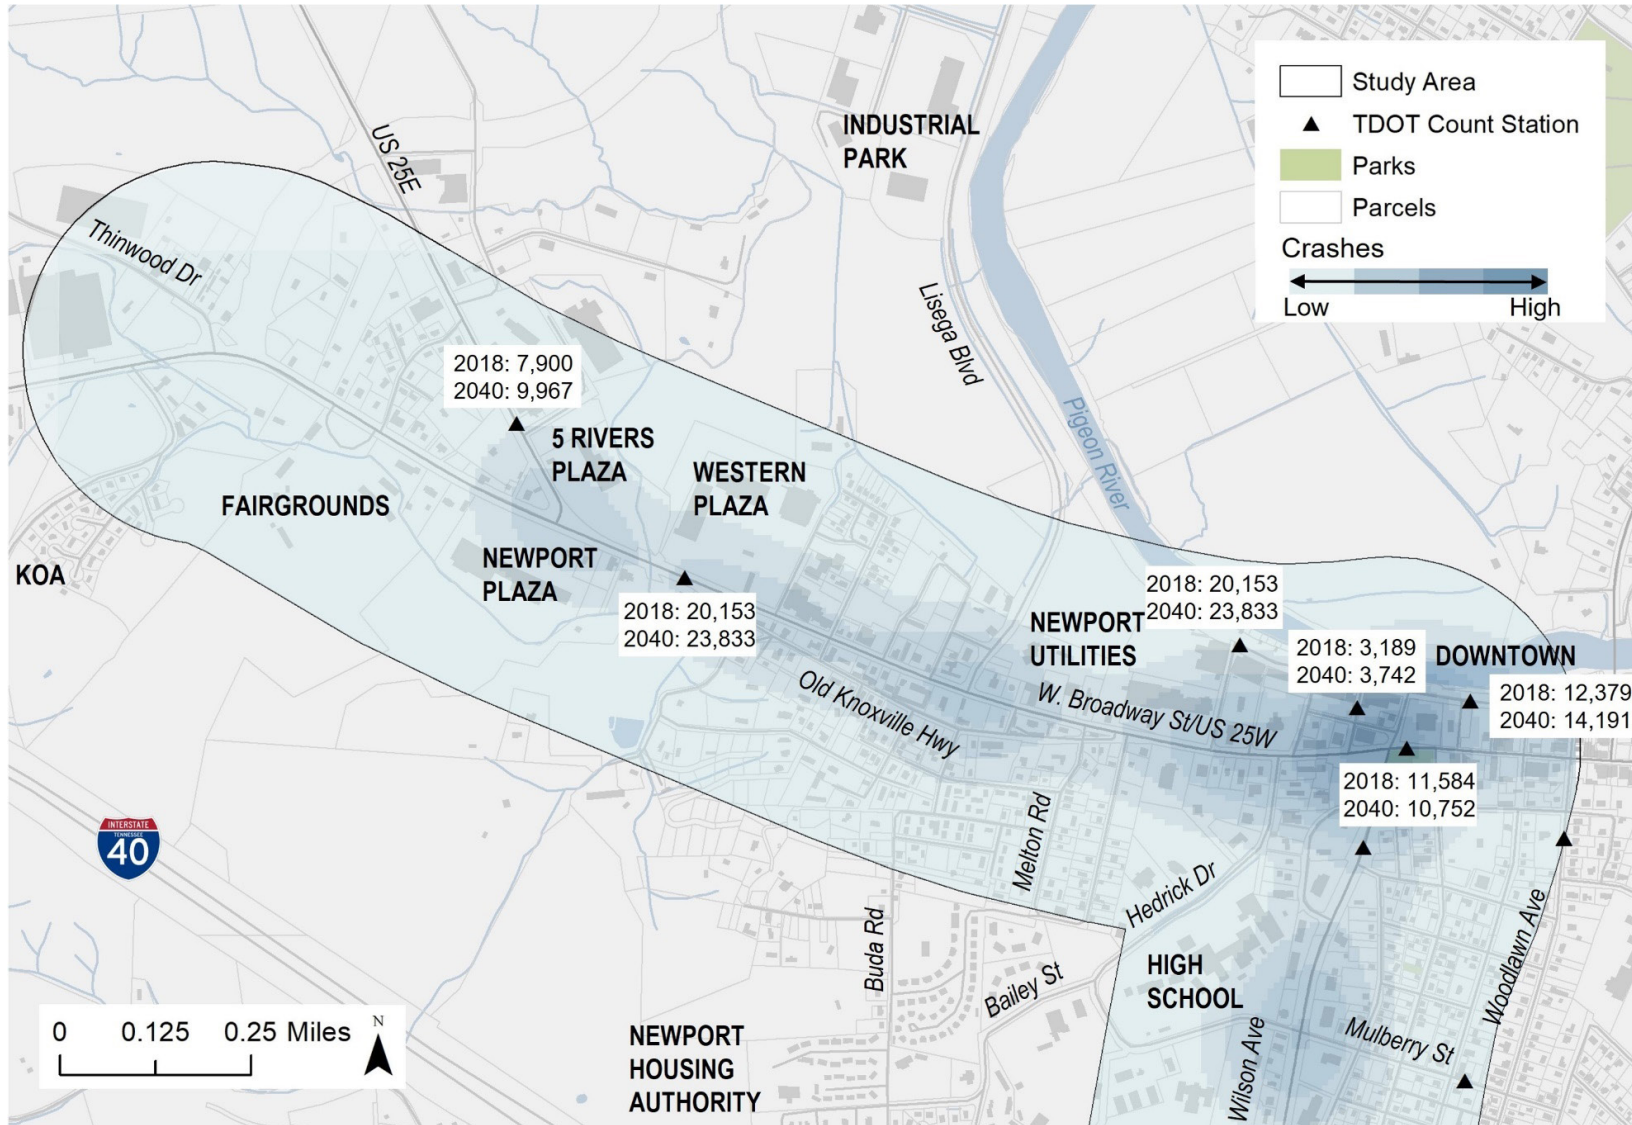 Study Area
TDOT Count Station
Parks
Parcels
Crashes
Low
High
INDUSTRIAL
PARK
US 25E
Thinwood Dr
Lisega Blvd
Pigeon River
2018: 7,900
2040: 9,967
5 RIVERS
PLAZA
WESTERN
PLAZA
FAIRGROUNDS
NEWPORT
PLAZA
KOA
2018: 20,153
2040: 23,833
2018: 20,153
2040: 23,833
NEWPORT
UTILITIES
2018: 3,189
2040: 3,742
DOWNTOWN
2018: 12,379
2040: 14,191
W. Broadway St/US 25W
Old Knoxville Hwy
2018: 11,584
2040: 10,752
Melton Rd
Hedrick Dr
INTERSTATE
TENNESSEE
40
Buda Rd
Bailey St
HIGH
SCHOOL
Woodlawn Ave
Mulberry St
Wilson Ave
NEWPORT
HOUSING
AUTHORITY
0 0.125 0.25 Miles
N